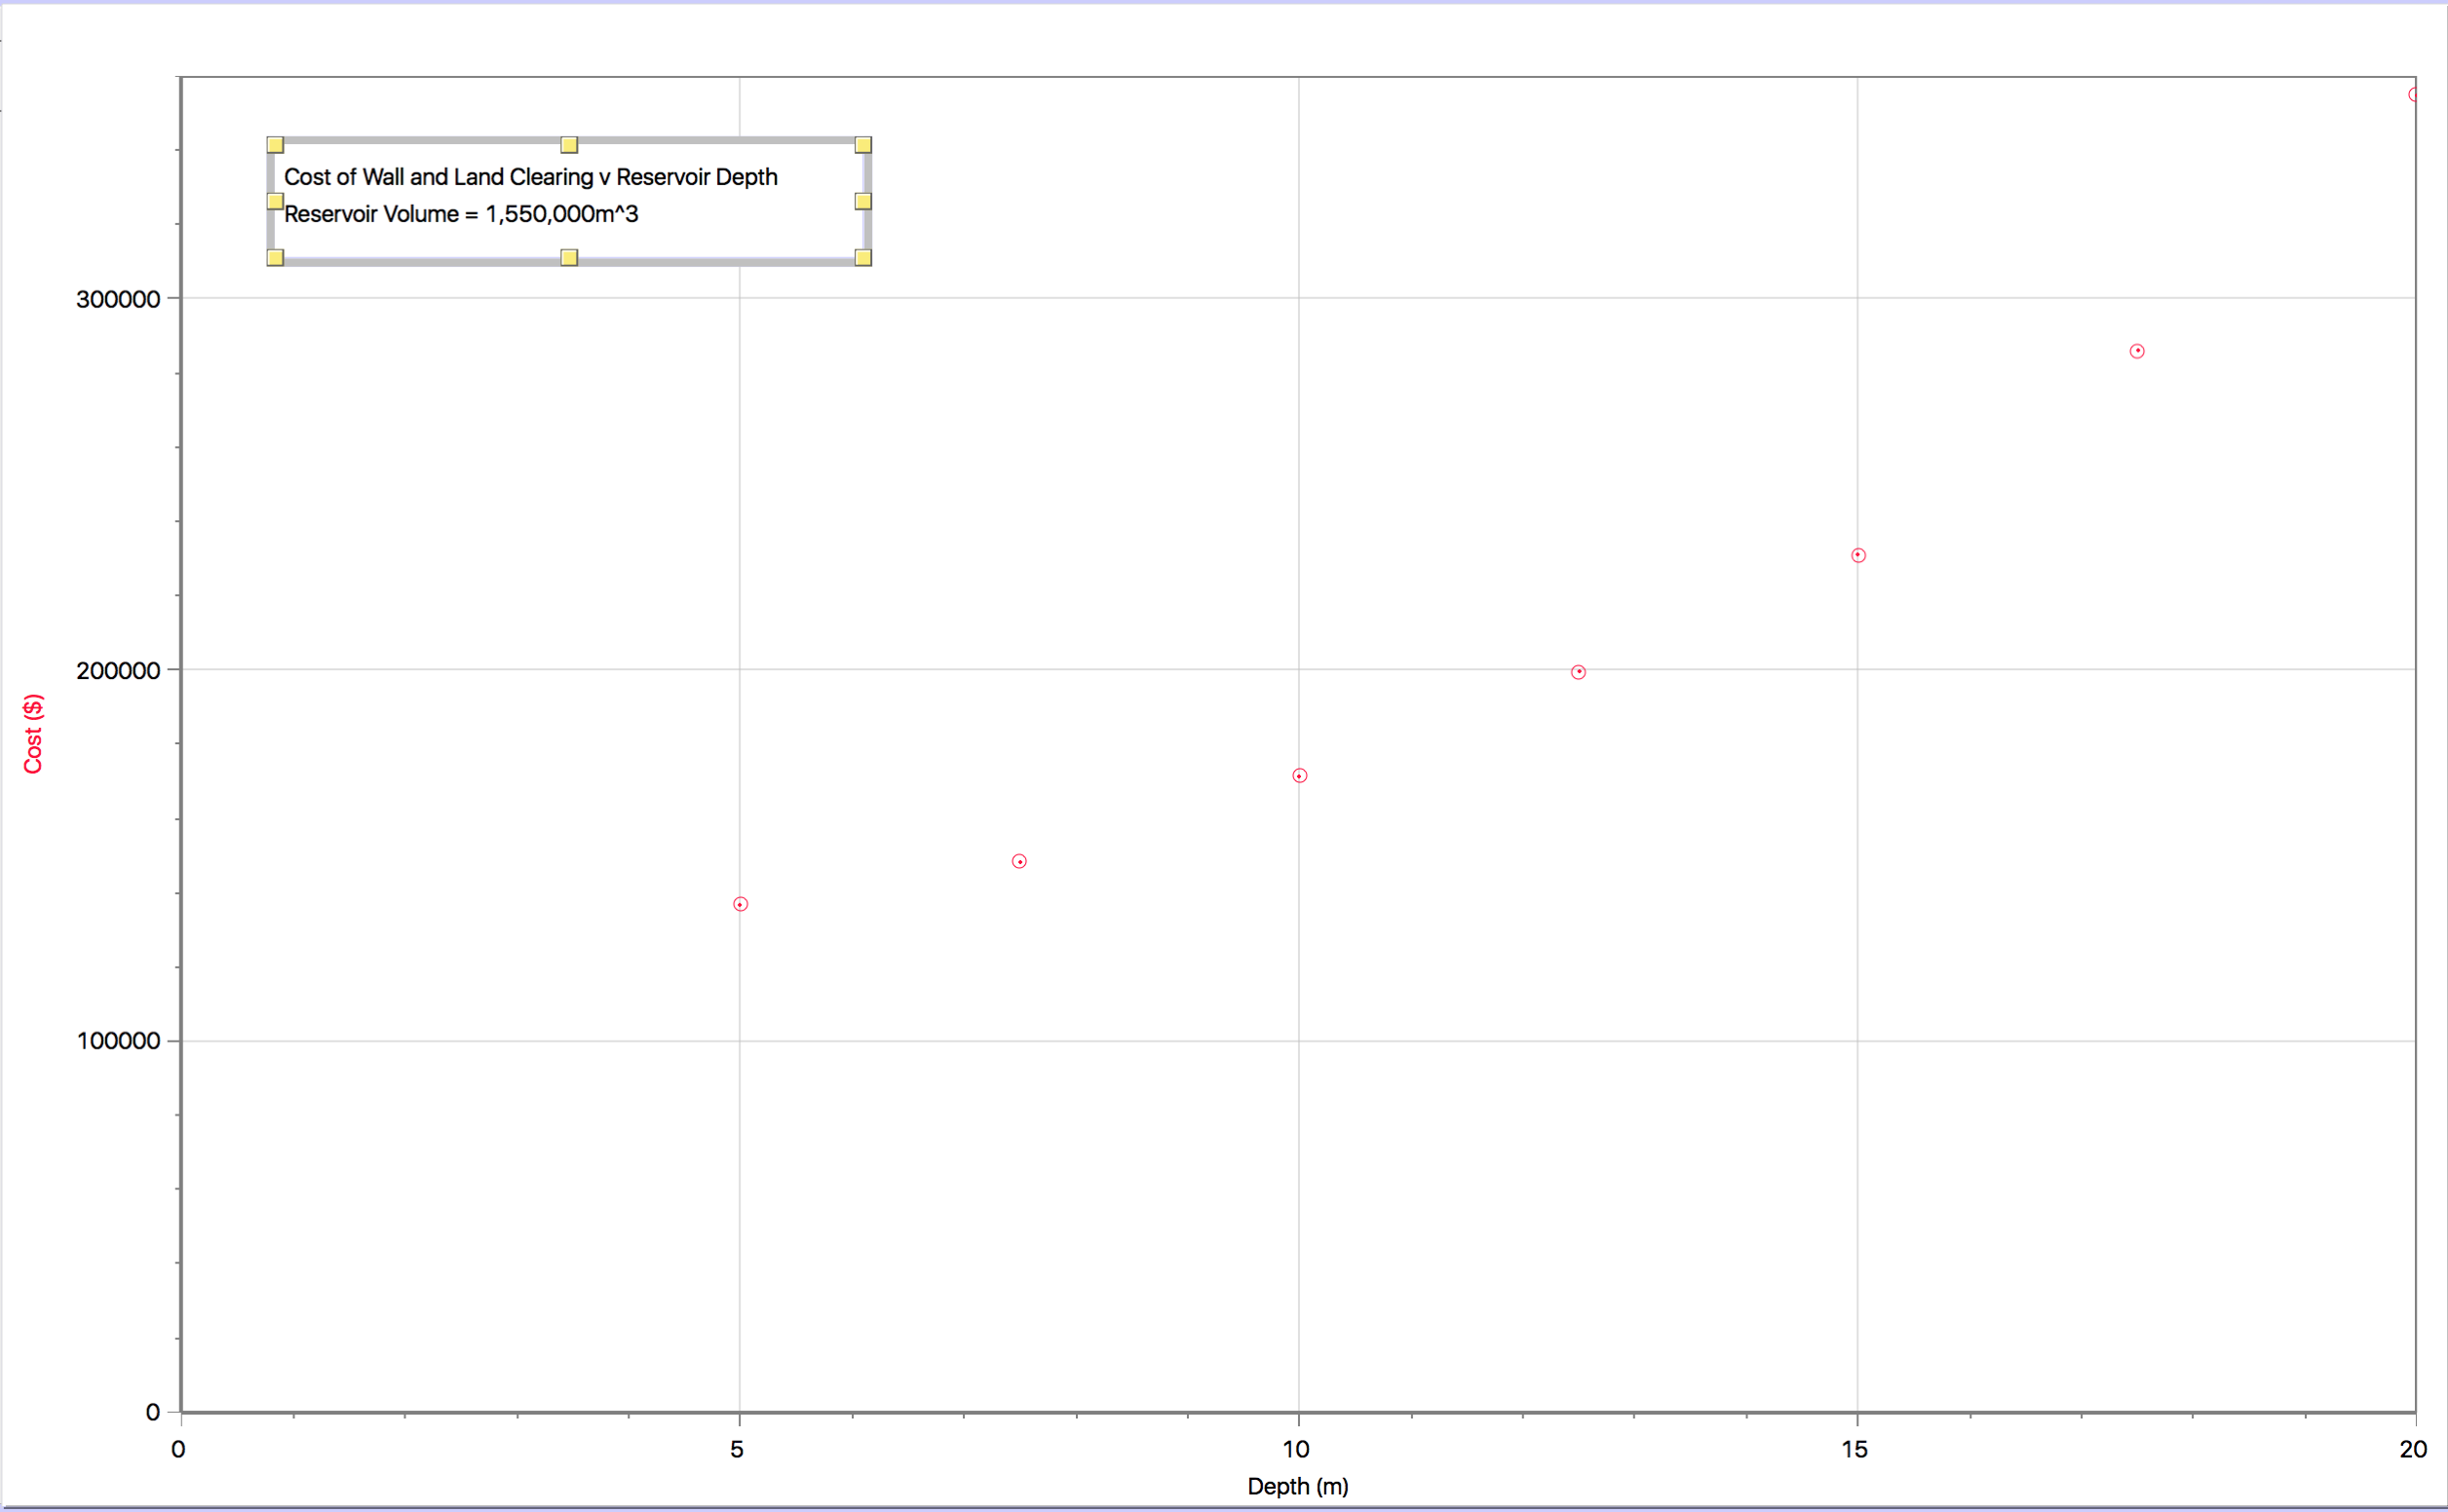 Cost of Wall and Land Clearing v Reservoir Depth
Reservoir Volume = 1,550,000m^3
300000
200000
Cost ($)
100000
0
0 5 10 15 20
Depth (m)